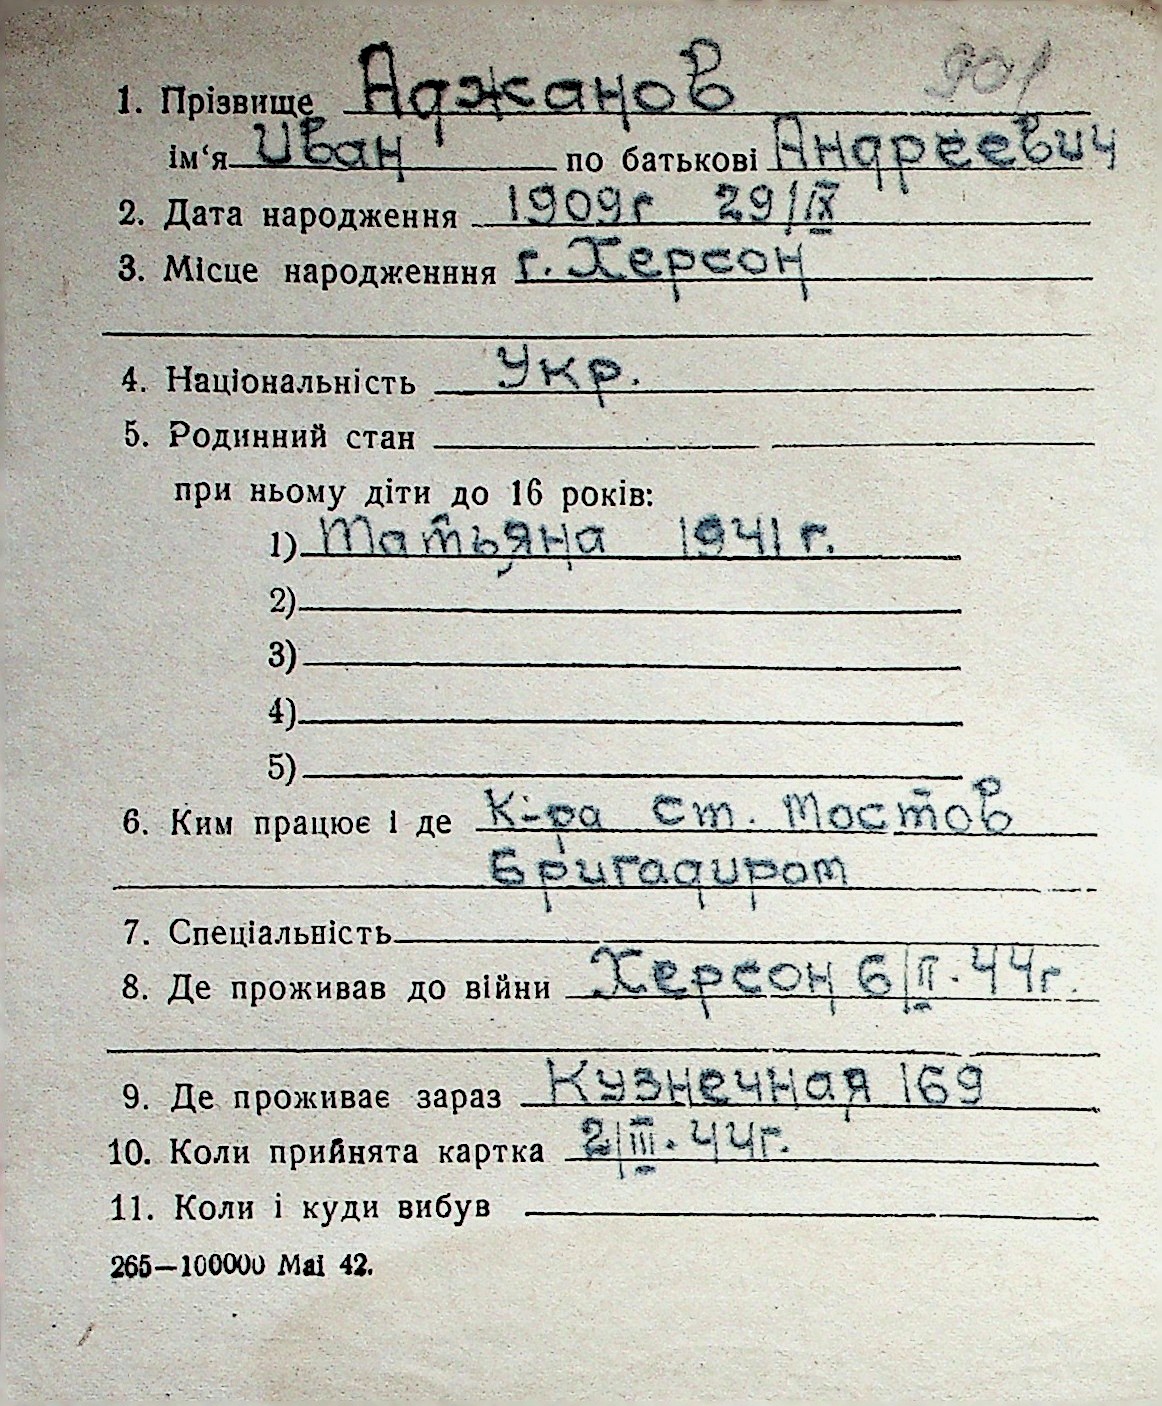 901
1. Прізвище Аджанов
ім‘я Иван по батькові Андреевич
2. Дата народження 1909г 29/IX
3. Місце народженння г. Херсон
4. Національність Укр.
5. Родинний стан
при ньому діти до 16 років:
1) Татьяна 1941 г.
2)
3)
4)
5)
6. Ким працює і де К-ра ст. Мостов
бригадиром
7. Спеціальність
8. Де проживав до війни Херсон 6/II. 44г.
9. Де проживає зараз Кузнечная 169
10. Коли прийнята картка 2/III. 44г.
11. Коли і куди вибув
265—100000 Mai 42.